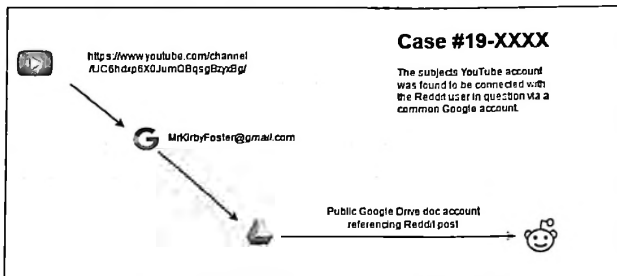 https://www.youtube.com/channel
Case #19-XXXX
The subjects YouTube account
was found to be connected with
the Reddit user in question via a
common Google account.
MrKirbyFoster@gmail.com
Public Google Drive doc account
referencing Reddit post